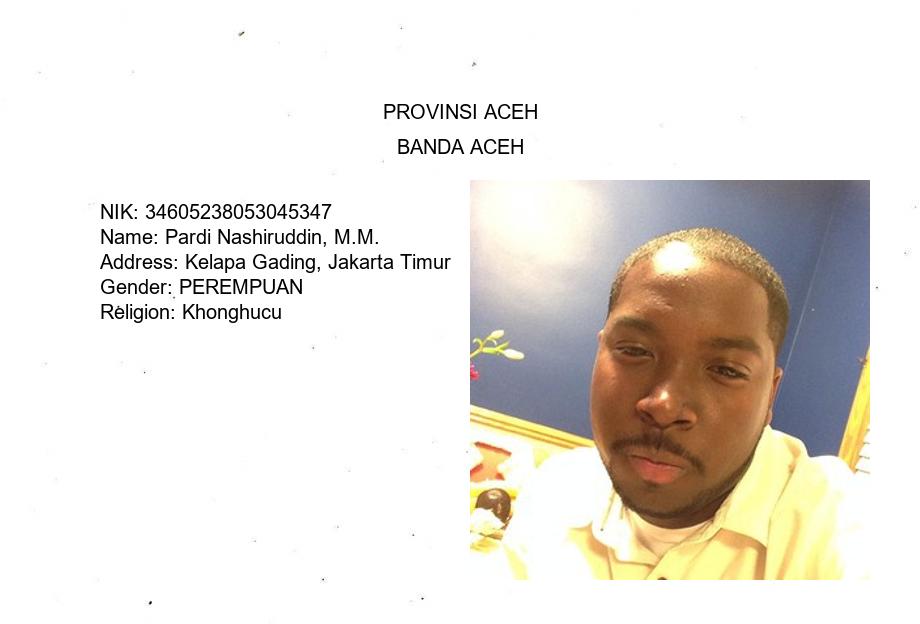 PROVINSI ACEH
BANDA ACEH
NIK: 34605238053045347
Name: Pardi Nashiruddin, M.M.
Address: Kelapa Gading, Jakarta Timur
Gender: PEREMPUAN
Religion: Khonghucu